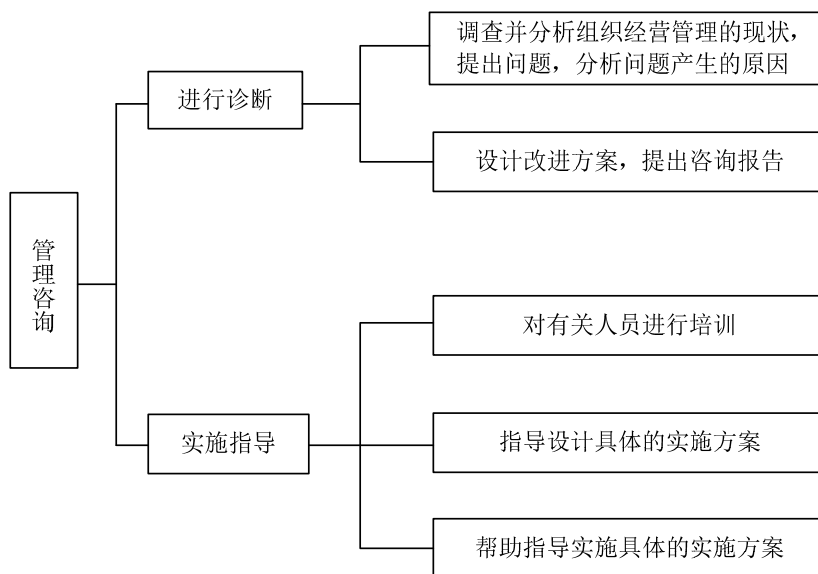 管理咨询
进行诊断
调查并分析组织经营管理的现状，
提出问题，分析问题产生的原因
设计改进方案，提出咨询报告
实施指导
对有关人员进行培训
指导设计具体的实施方案
帮助指导实施具体的实施方案